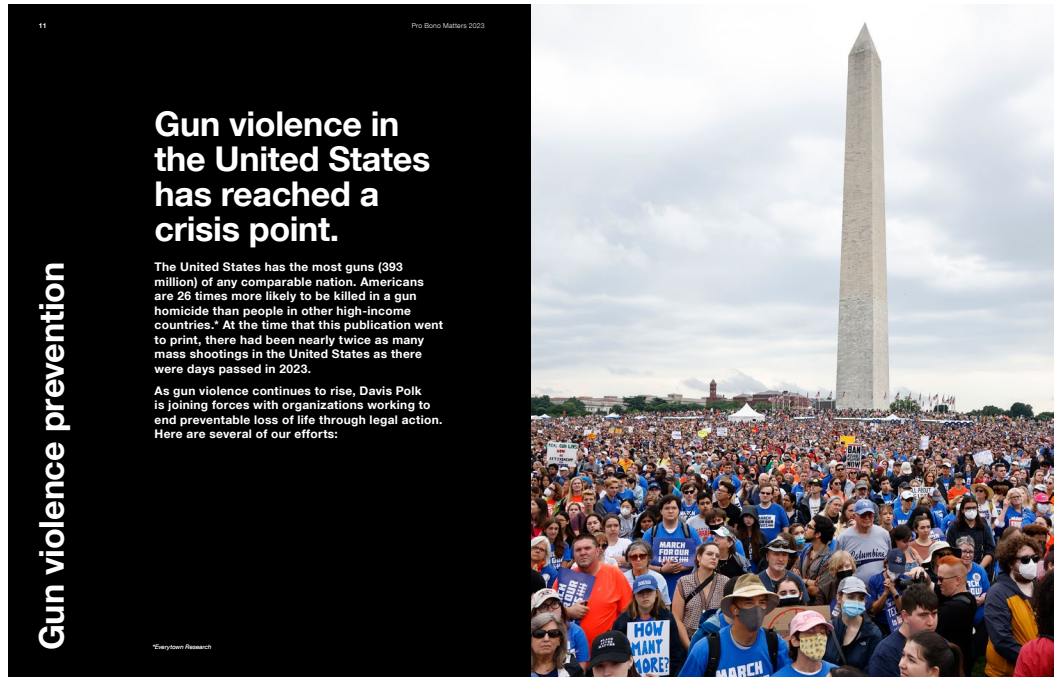 11
Pro Bono Matters 2023
Gun violence prevention
Gun violence in
the United States
has reached a
crisis point.
The United States has the most guns (393
million) of any comparable nation. Americans
are 26 times more likely to be killed in a gun
homicide than people in other high-income
countries.* At the time that this publication went
to print, there had been nearly twice as many
mass shootings in the United States as there
were days passed in 2023.
As gun violence continues to rise, Davis Polk
is joining forces with organizations working to
end preventable loss of life through legal action.
Here are several of our efforts:
*Everytown Research
BAN
NOW
MARCH
FOR OUR
LIVES
Columbine
HOW
MANY
MORE?
MARCH